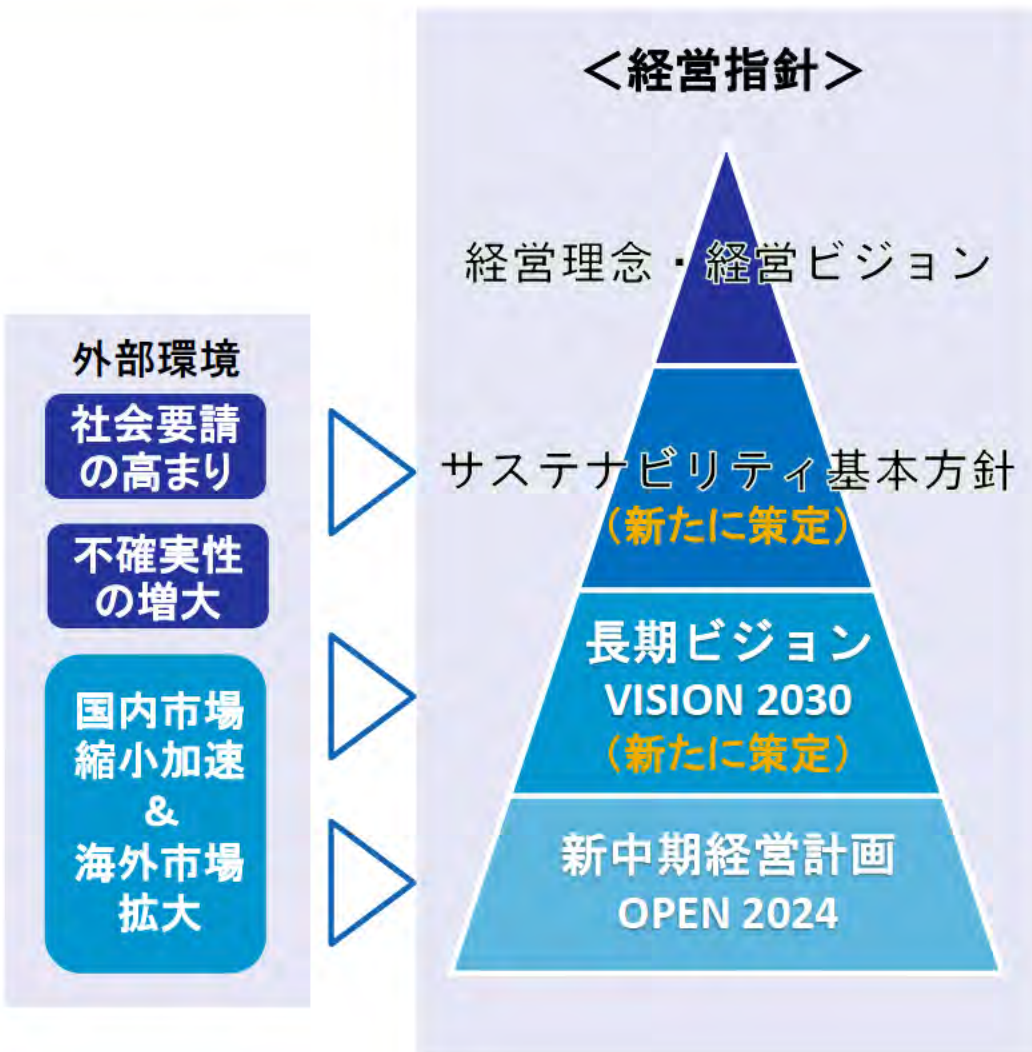 ＜経営指針＞
経営理念・経営ビジョン
サステナビリティ基本方針
(新たに策定)
長期ビジョン
VISION 2030
(新たに策定)
新中期経営計画
OPEN 2024
外部環境
社会要請
の高まり
不確実性
の増大
国内市場
縮小加速
&
海外市場
拡大